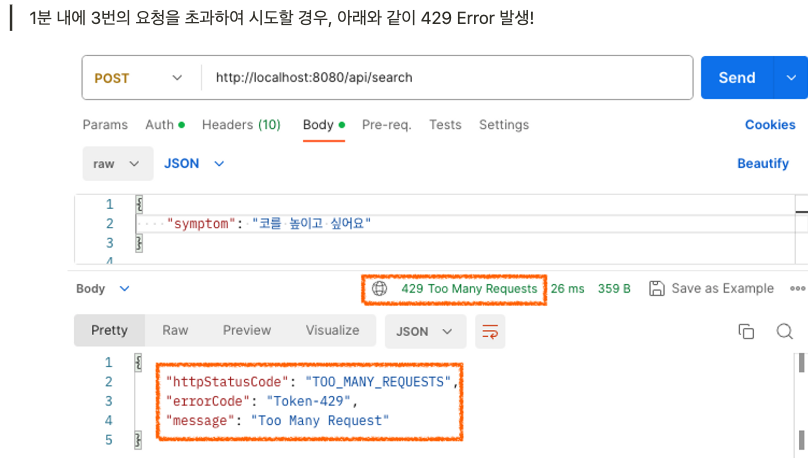 1분 내에 3번의 요청을 초과하여 시도할 경우, 아래와 같이 429 Error 발생!
POST http://localhost:8080/api/search Send
Params Auth Headers (10) Body Pre-req. Tests Settings Cookies
raw JSON Beautify
1 {
2 "symptom": "코를 높이고 싶어요"
3 }
4
Body 429 Too Many Requests 26 ms 359 B Save as Example
Pretty Raw Preview Visualize JSON
1 {
2 "httpStatusCode": "TOO_MANY_REQUESTS",
3 "errorCode": "Token-429",
4 "message": "Too Many Request"
5 }